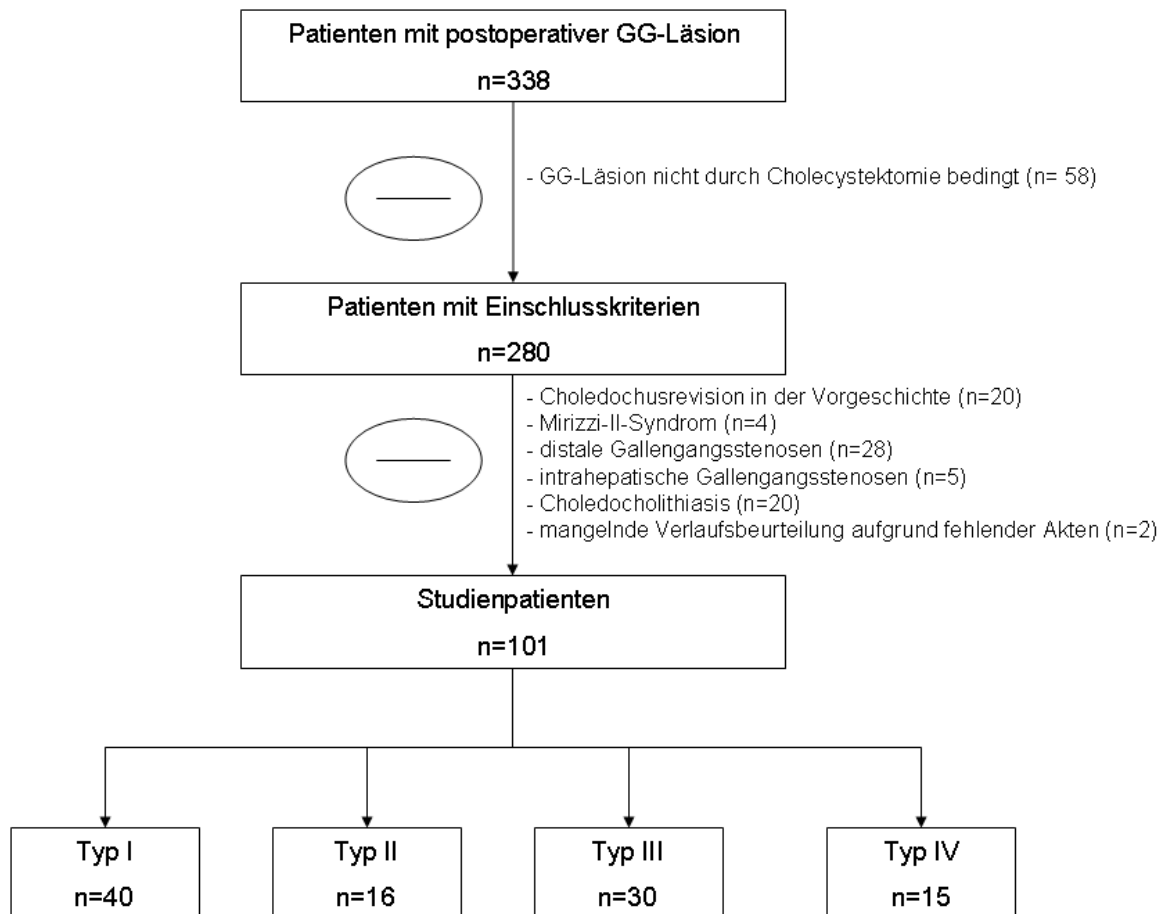 Patienten mit postoperativer GG-Läsion
n=338
- GG-Läsion nicht durch Cholecystektomie bedingt (n= 58)
Patienten mit Einschlusskriterien
n=280
- Choledochusrevision in der Vorgeschichte (n=20)
- Mirizzi-II-Syndrom (n=4)
- distale Gallengangsstenosen (n=28)
- intrahepatische Gallengangsstenosen (n=5)
- Choledocholithiasis (n=20)
- mangelnde Verlaufsbeurteilung aufgrund fehlender Akten (n=2)
Studienpatienten
n=101
Typ I
n=40
Typ II
n=16
Typ III
n=30
Typ IV
n=15